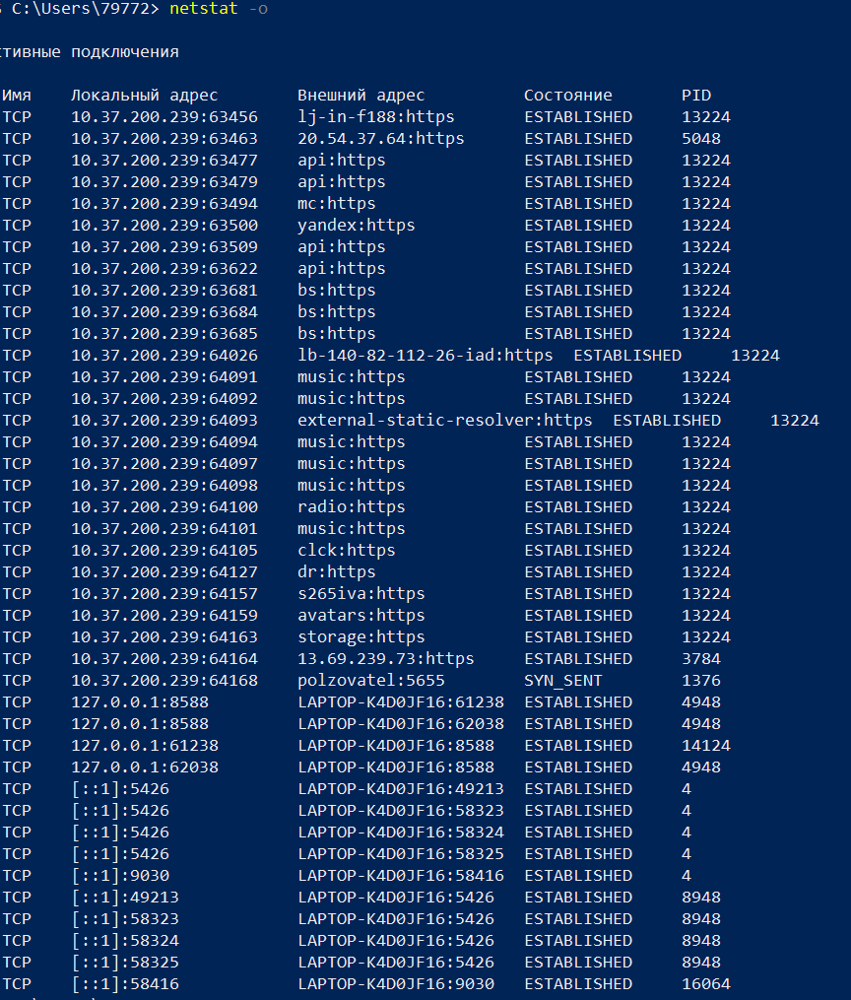 C:\Users\79772> netstat -o
тивные подключения
Имя Локальный адрес Внешний адрес Состояние PID
TCP 10.37.200.239:63456 lj-in-f188:https ESTABLISHED 13224
TCP 10.37.200.239:63463 20.54.37.64:https ESTABLISHED 5048
TCP 10.37.200.239:63477 api:https ESTABLISHED 13224
TCP 10.37.200.239:63479 api:https ESTABLISHED 13224
TCP 10.37.200.239:63494 mc:https ESTABLISHED 13224
TCP 10.37.200.239:63500 yandex:https ESTABLISHED 13224
TCP 10.37.200.239:63509 api:https ESTABLISHED 13224
TCP 10.37.200.239:63622 api:https ESTABLISHED 13224
TCP 10.37.200.239:63681 bs:https ESTABLISHED 13224
TCP 10.37.200.239:63684 bs:https ESTABLISHED 13224
TCP 10.37.200.239:63685 bs:https ESTABLISHED 13224
TCP 10.37.200.239:64026 lb-140-82-112-26-iad:https ESTABLISHED 13224
TCP 10.37.200.239:64091 music:https ESTABLISHED 13224
TCP 10.37.200.239:64092 music:https ESTABLISHED 13224
TCP 10.37.200.239:64093 external-static-resolver:https ESTABLISHED 13224
TCP 10.37.200.239:64094 music:https ESTABLISHED 13224
TCP 10.37.200.239:64097 music:https ESTABLISHED 13224
TCP 10.37.200.239:64098 music:https ESTABLISHED 13224
TCP 10.37.200.239:64100 radio:https ESTABLISHED 13224
TCP 10.37.200.239:64101 music:https ESTABLISHED 13224
TCP 10.37.200.239:64105 clck:https ESTABLISHED 13224
TCP 10.37.200.239:64127 dr:https ESTABLISHED 13224
TCP 10.37.200.239:64157 s265iva:https ESTABLISHED 13224
TCP 10.37.200.239:64159 avatars:https ESTABLISHED 13224
TCP 10.37.200.239:64163 storage:https ESTABLISHED 13224
TCP 10.37.200.239:64164 13.69.239.73:https ESTABLISHED 3784
TCP 10.37.200.239:64168 polzovatel:5655 SYN_SENT 1376
TCP 127.0.0.1:8588 LAPTOP-K4D0JF16:61238 ESTABLISHED 4948
TCP 127.0.0.1:8588 LAPTOP-K4D0JF16:62038 ESTABLISHED 4948
TCP 127.0.0.1:61238 LAPTOP-K4D0JF16:8588 ESTABLISHED 14124
TCP 127.0.0.1:62038 LAPTOP-K4D0JF16:8588 ESTABLISHED 4948
TCP [::1]:5426 LAPTOP-K4D0JF16:49213 ESTABLISHED 4
TCP [::1]:5426 LAPTOP-K4D0JF16:58323 ESTABLISHED 4
TCP [::1]:5426 LAPTOP-K4D0JF16:58324 ESTABLISHED 4
TCP [::1]:5426 LAPTOP-K4D0JF16:58325 ESTABLISHED 4
TCP [::1]:9030 LAPTOP-K4D0JF16:58416 ESTABLISHED 4
TCP [::1]:49213 LAPTOP-K4D0JF16:5426 ESTABLISHED 8948
TCP [::1]:58323 LAPTOP-K4D0JF16:5426 ESTABLISHED 8948
TCP [::1]:58324 LAPTOP-K4D0JF16:5426 ESTABLISHED 8948
TCP [::1]:58325 LAPTOP-K4D0JF16:5426 ESTABLISHED 8948
TCP [::1]:58416 LAPTOP-K4D0JF16:9030 ESTABLISHED 16064